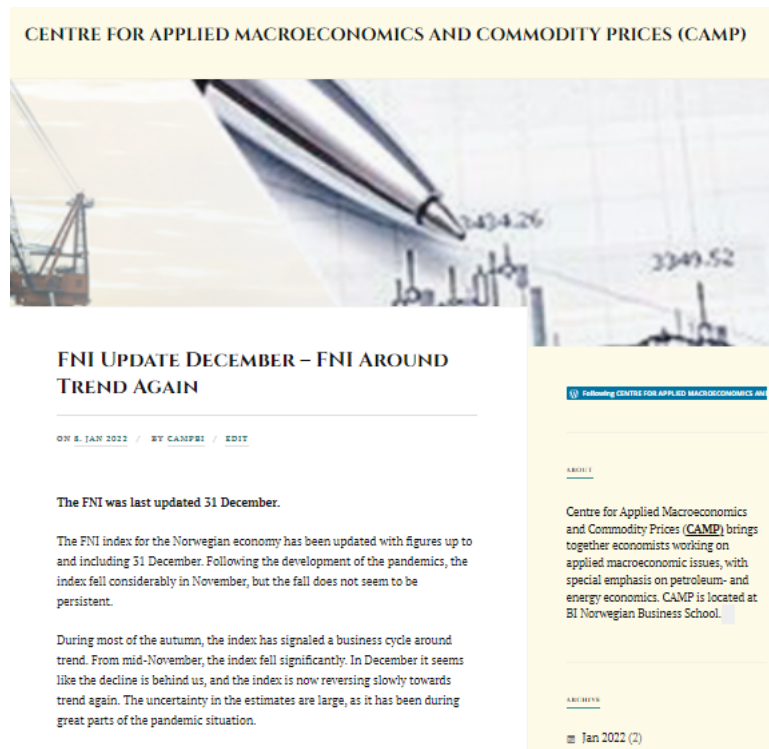 CENTRE FOR APPLIED MACROECONOMICS AND COMMODITY PRICES (CAMP)
3434.26
3349.52
FNI UPDATE DECEMBER – FNI AROUND
TREND AGAIN
ON 8. JAN 2022 / BY CAMPBI / EDIT
The FNI was last updated 31 December.
The FNI index for the Norwegian economy has been updated with figures up to
and including 31 December. Following the development of the pandemics, the
index fell considerably in November, but the fall does not seem to be
persistent.
During most of the autumn, the index has signaled a business cycle around
trend. From mid-November, the index fell significantly. In December it seems
like the decline is behind us, and the index is now reversing slowly towards
trend again. The uncertainty in the estimates are large, as it has been during
great parts of the pandemic situation.
Following CENTRE FOR APPLIED MACROECONOMICS AND
ABOUT
Centre for Applied Macroeconomics
and Commodity Prices (CAMP) brings
together economists working on
applied macroeconomic issues, with
special emphasis on petroleum- and
energy economics. CAMP is located at
BI Norwegian Business School.
ARCHIVE
Jan 2022 (2)